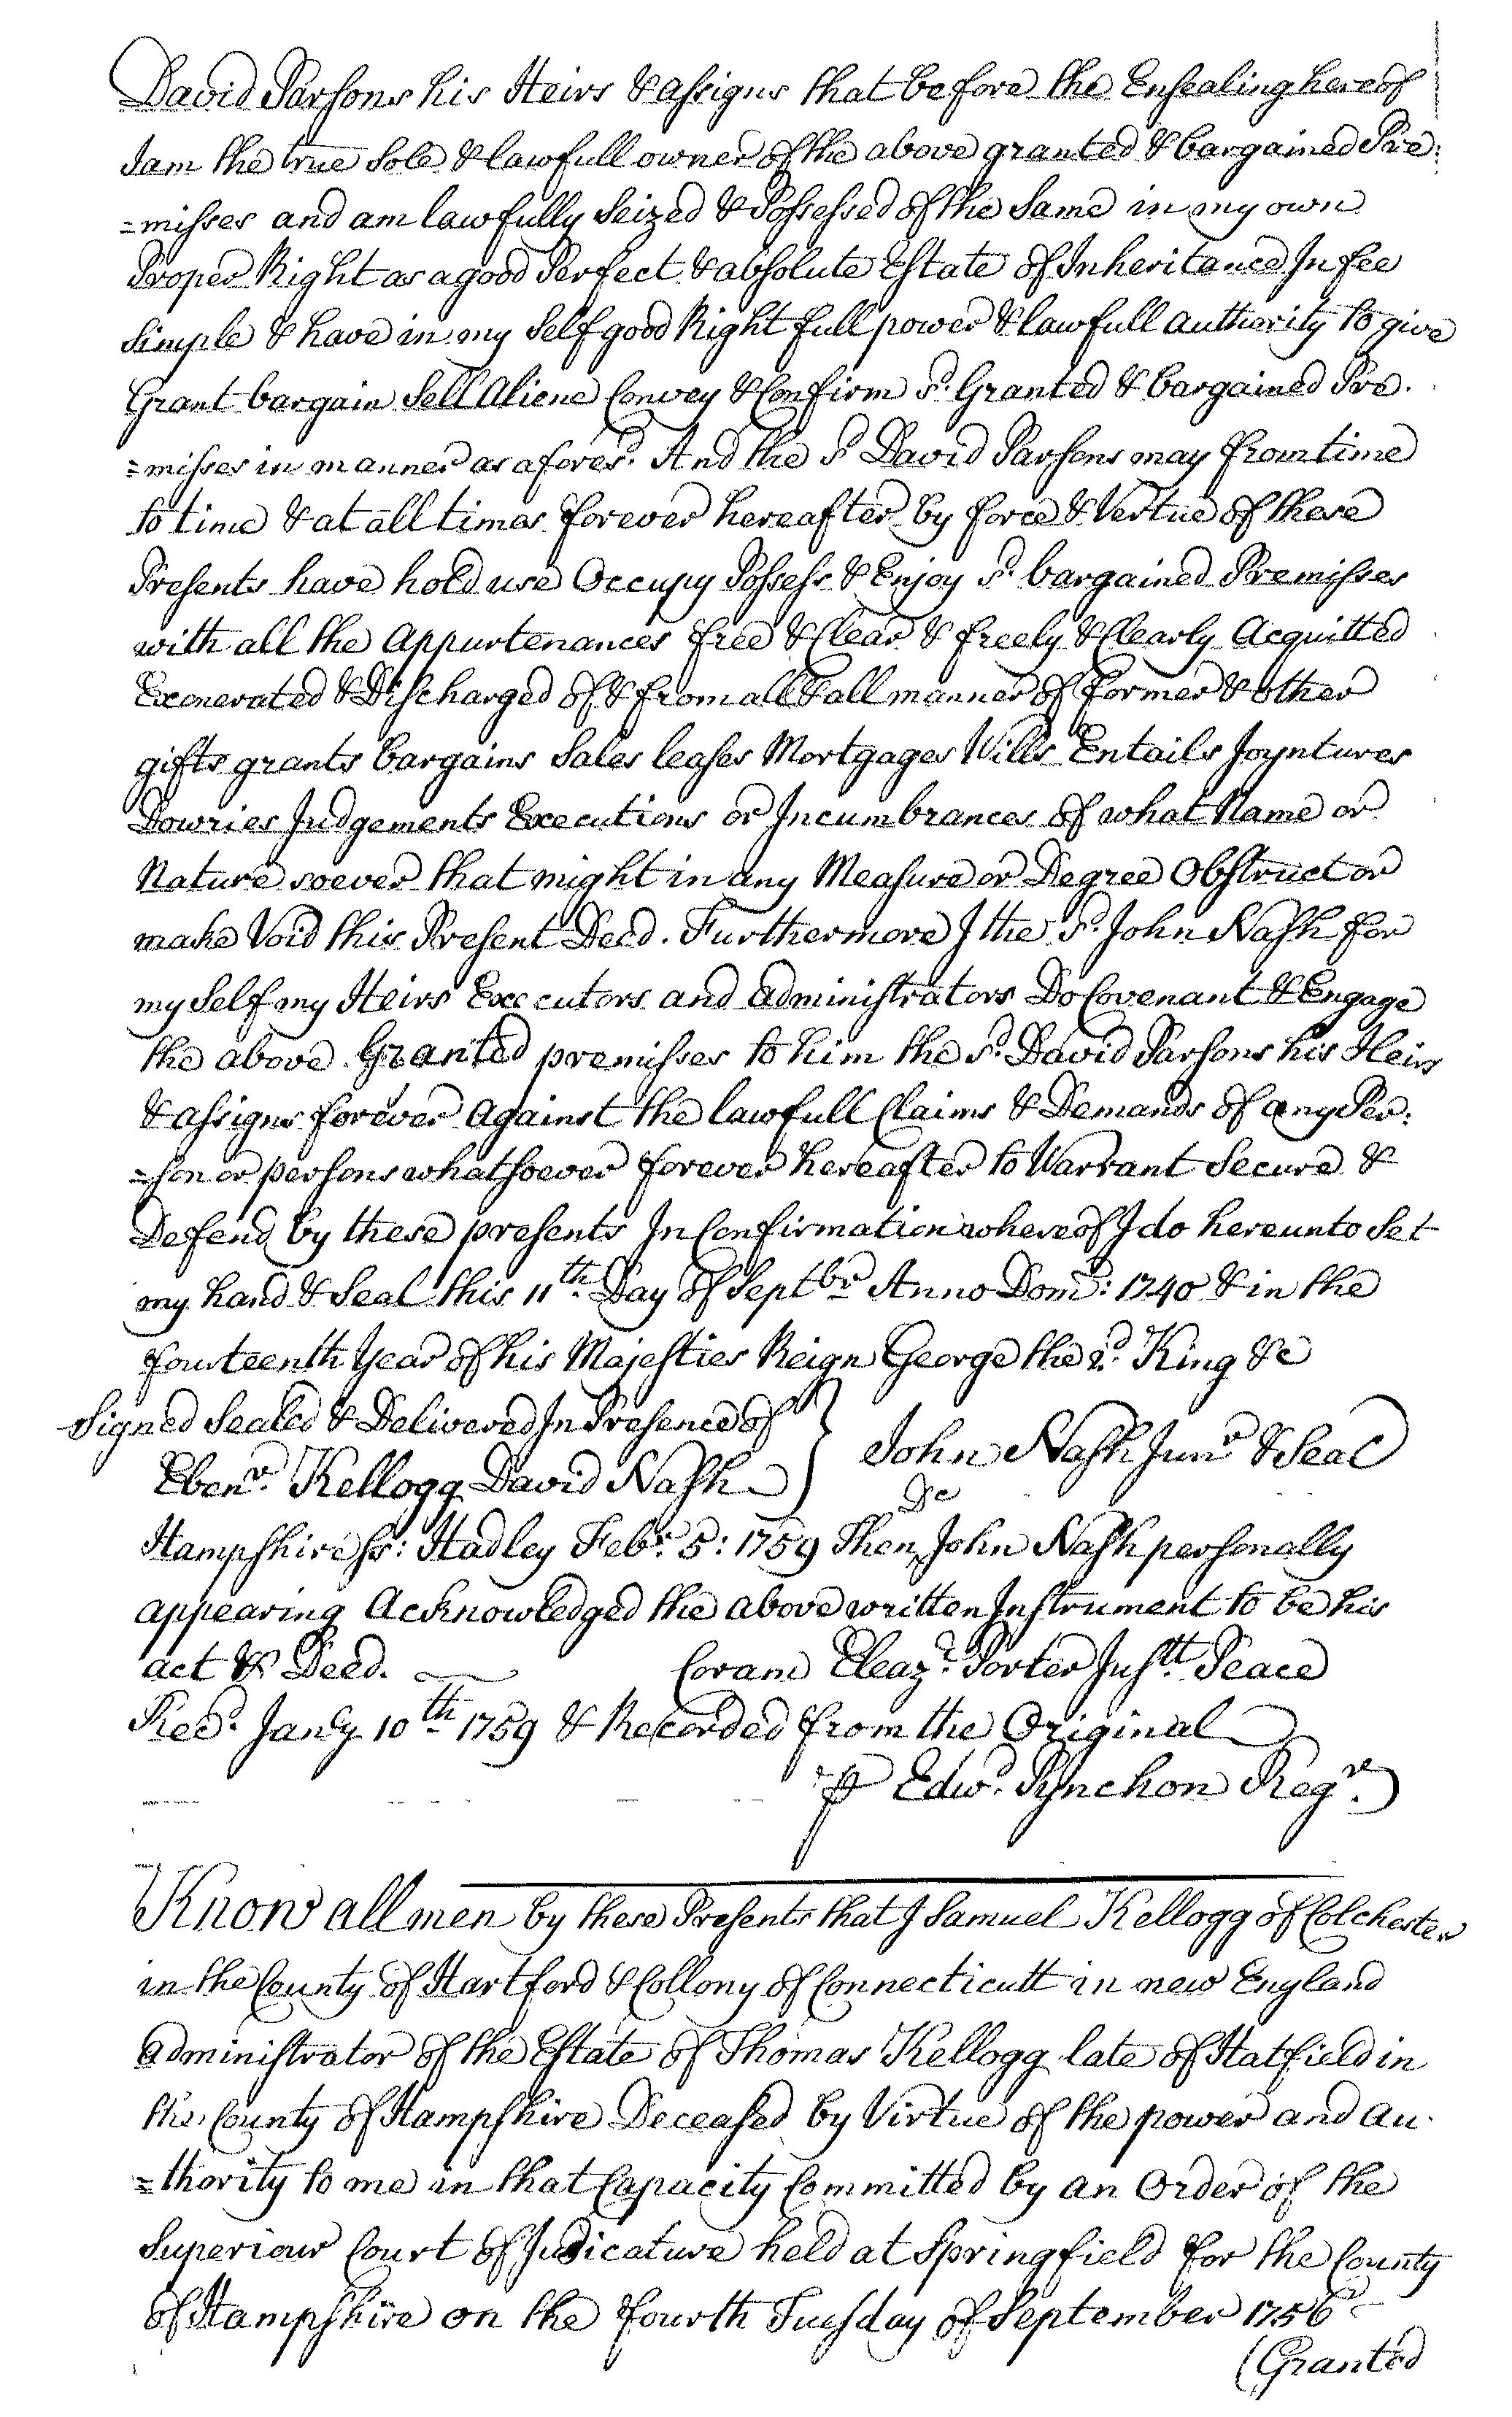 David Parsons his Heirs & assigns that before the Ensealing hereof
I am the true sole & lawfull owner of the above granted & bargained Pre:
=misses and am lawfully Seized & Possessed of the Same in my own
Proper Right as a good Perfect & absolute Estate of Inheritance In fee
Simple & have in my Self good Right full power & lawfull authority to give
Grant bargain Sell Aliene Convey & Confirm sd. Granted & bargained Pre.
=misses in manner as aforesd. And the sd David Parsons may from time
to time & at all times forever hereafter by force & Vertue of these
Presents have hold use Occupy Possess & Enjoy sd. bargained Premisses
with all the Appurtenances free & Clear & freely & Clearly Acquitted
Exonerated & Discharged of & from all & all manner of former & other
gifts grants bargains Sales leases Mortgages Wills Entails Joyntures
Dowries Judgements Executions or Incumbrances of what Name or
Nature soever that might in any Measure or Degree Obstruct or
make Void this Present Deed. Furthermore I the sd. John Nash for
my Self my Heirs Executors and administrators Do Covenant & Engage
the above Granted premisses to him the sd. David Parsons his Heirs
& assigns forever against the lawfull Claims & Demands of any Per:
=son or persons whatsoever forever hereafter to Warrant Secure &
Defend by these presents In Confirmation whereof I do hereunto Set
my hand & Seal this 11th Day of Septbr Anno Domi: 1740 & in the
fourteenth Year of his Majesties Reign George the 2d. King &c
Signed Sealed & Delivered In Presence of
Ebenr. Kellogg David Nash
John Nash Junr & Seal
&c
Hampshire ss: Hadley Febr. 5: 1759 Then John Nash personally
appearing Acknowledged the above written Instrument to be his
act & Deed. Coram Eleazr. Porter Justt. Peace
Recd. Jany 10th 1759 & Recorded from the Original
℘ Edwd. Pynchon Regr.
Know all men by these Presents that I Samuel Kellogg of Colchester
in the County of Hartford & Collony of Connecticutt in new England
administrator of the Estate of Thomas Kellogg late of Hatfield in
the County of Hampshire Deceased by Virtue of the power and au-
=thority to me in that Capacity Committed by an Order of the
Superiour Court of Judicature held at Springfield for the County
of Hampshire on the fourth Tuesday of September 1756
(Granted